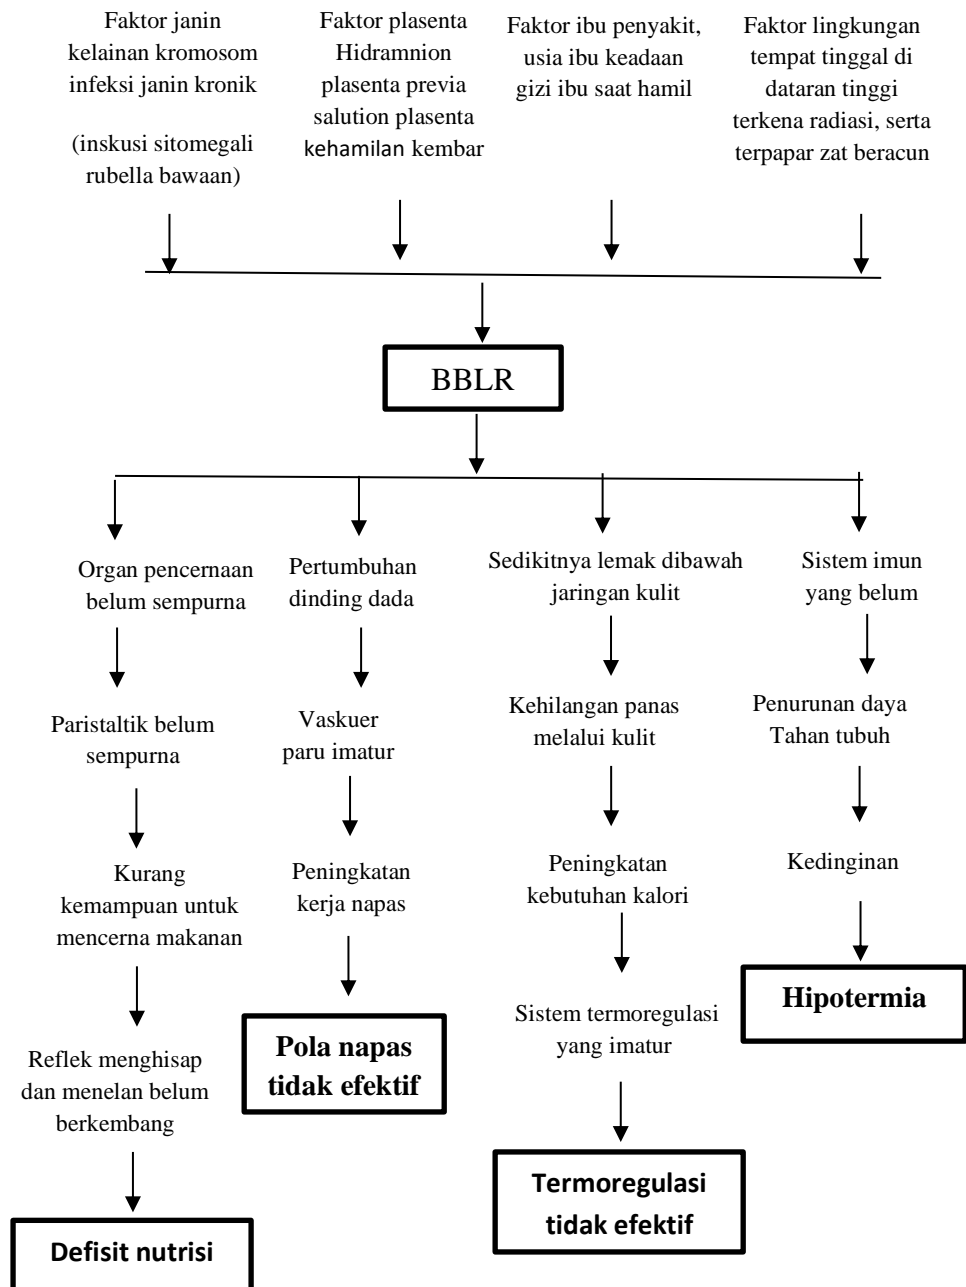 Faktor janin
kelainan kromosom
infeksi janin kronik
(inskusi sitomegali
rubella bawaan)
Faktor plasenta
Hidramnion
plasenta previa
salution plasenta
kehamilan kembar
Faktor ibu penyakit,
usia ibu keadaan
gizi ibu saat hamil
Faktor lingkungan
tempat tinggal di
dataran tinggi
terkena radiasi, serta
terpapar zat beracun
BBLR
Organ pencernaan
belum sempurna
Paristaltik belum
sempurna
Kurang
kemampuan untuk
mencerna makanan
Reflek menghisap
dan menelan belum
berkembang
Defisit nutrisi
Pertumbuhan
dinding dada
Vaskuer
paru imatur
Peningkatan
kerja napas
Pola napas
tidak efektif
Sedikitnya lemak dibawah
jaringan kulit
Kehilangan panas
melalui kulit
Peningkatan
kebutuhan kalori
Sistem termoregulasi
yang imatur
Termoregulasi
tidak efektif
Sistem imun
yang belum
Penurunan daya
Tahan tubuh
Kedinginan
Hipotermia